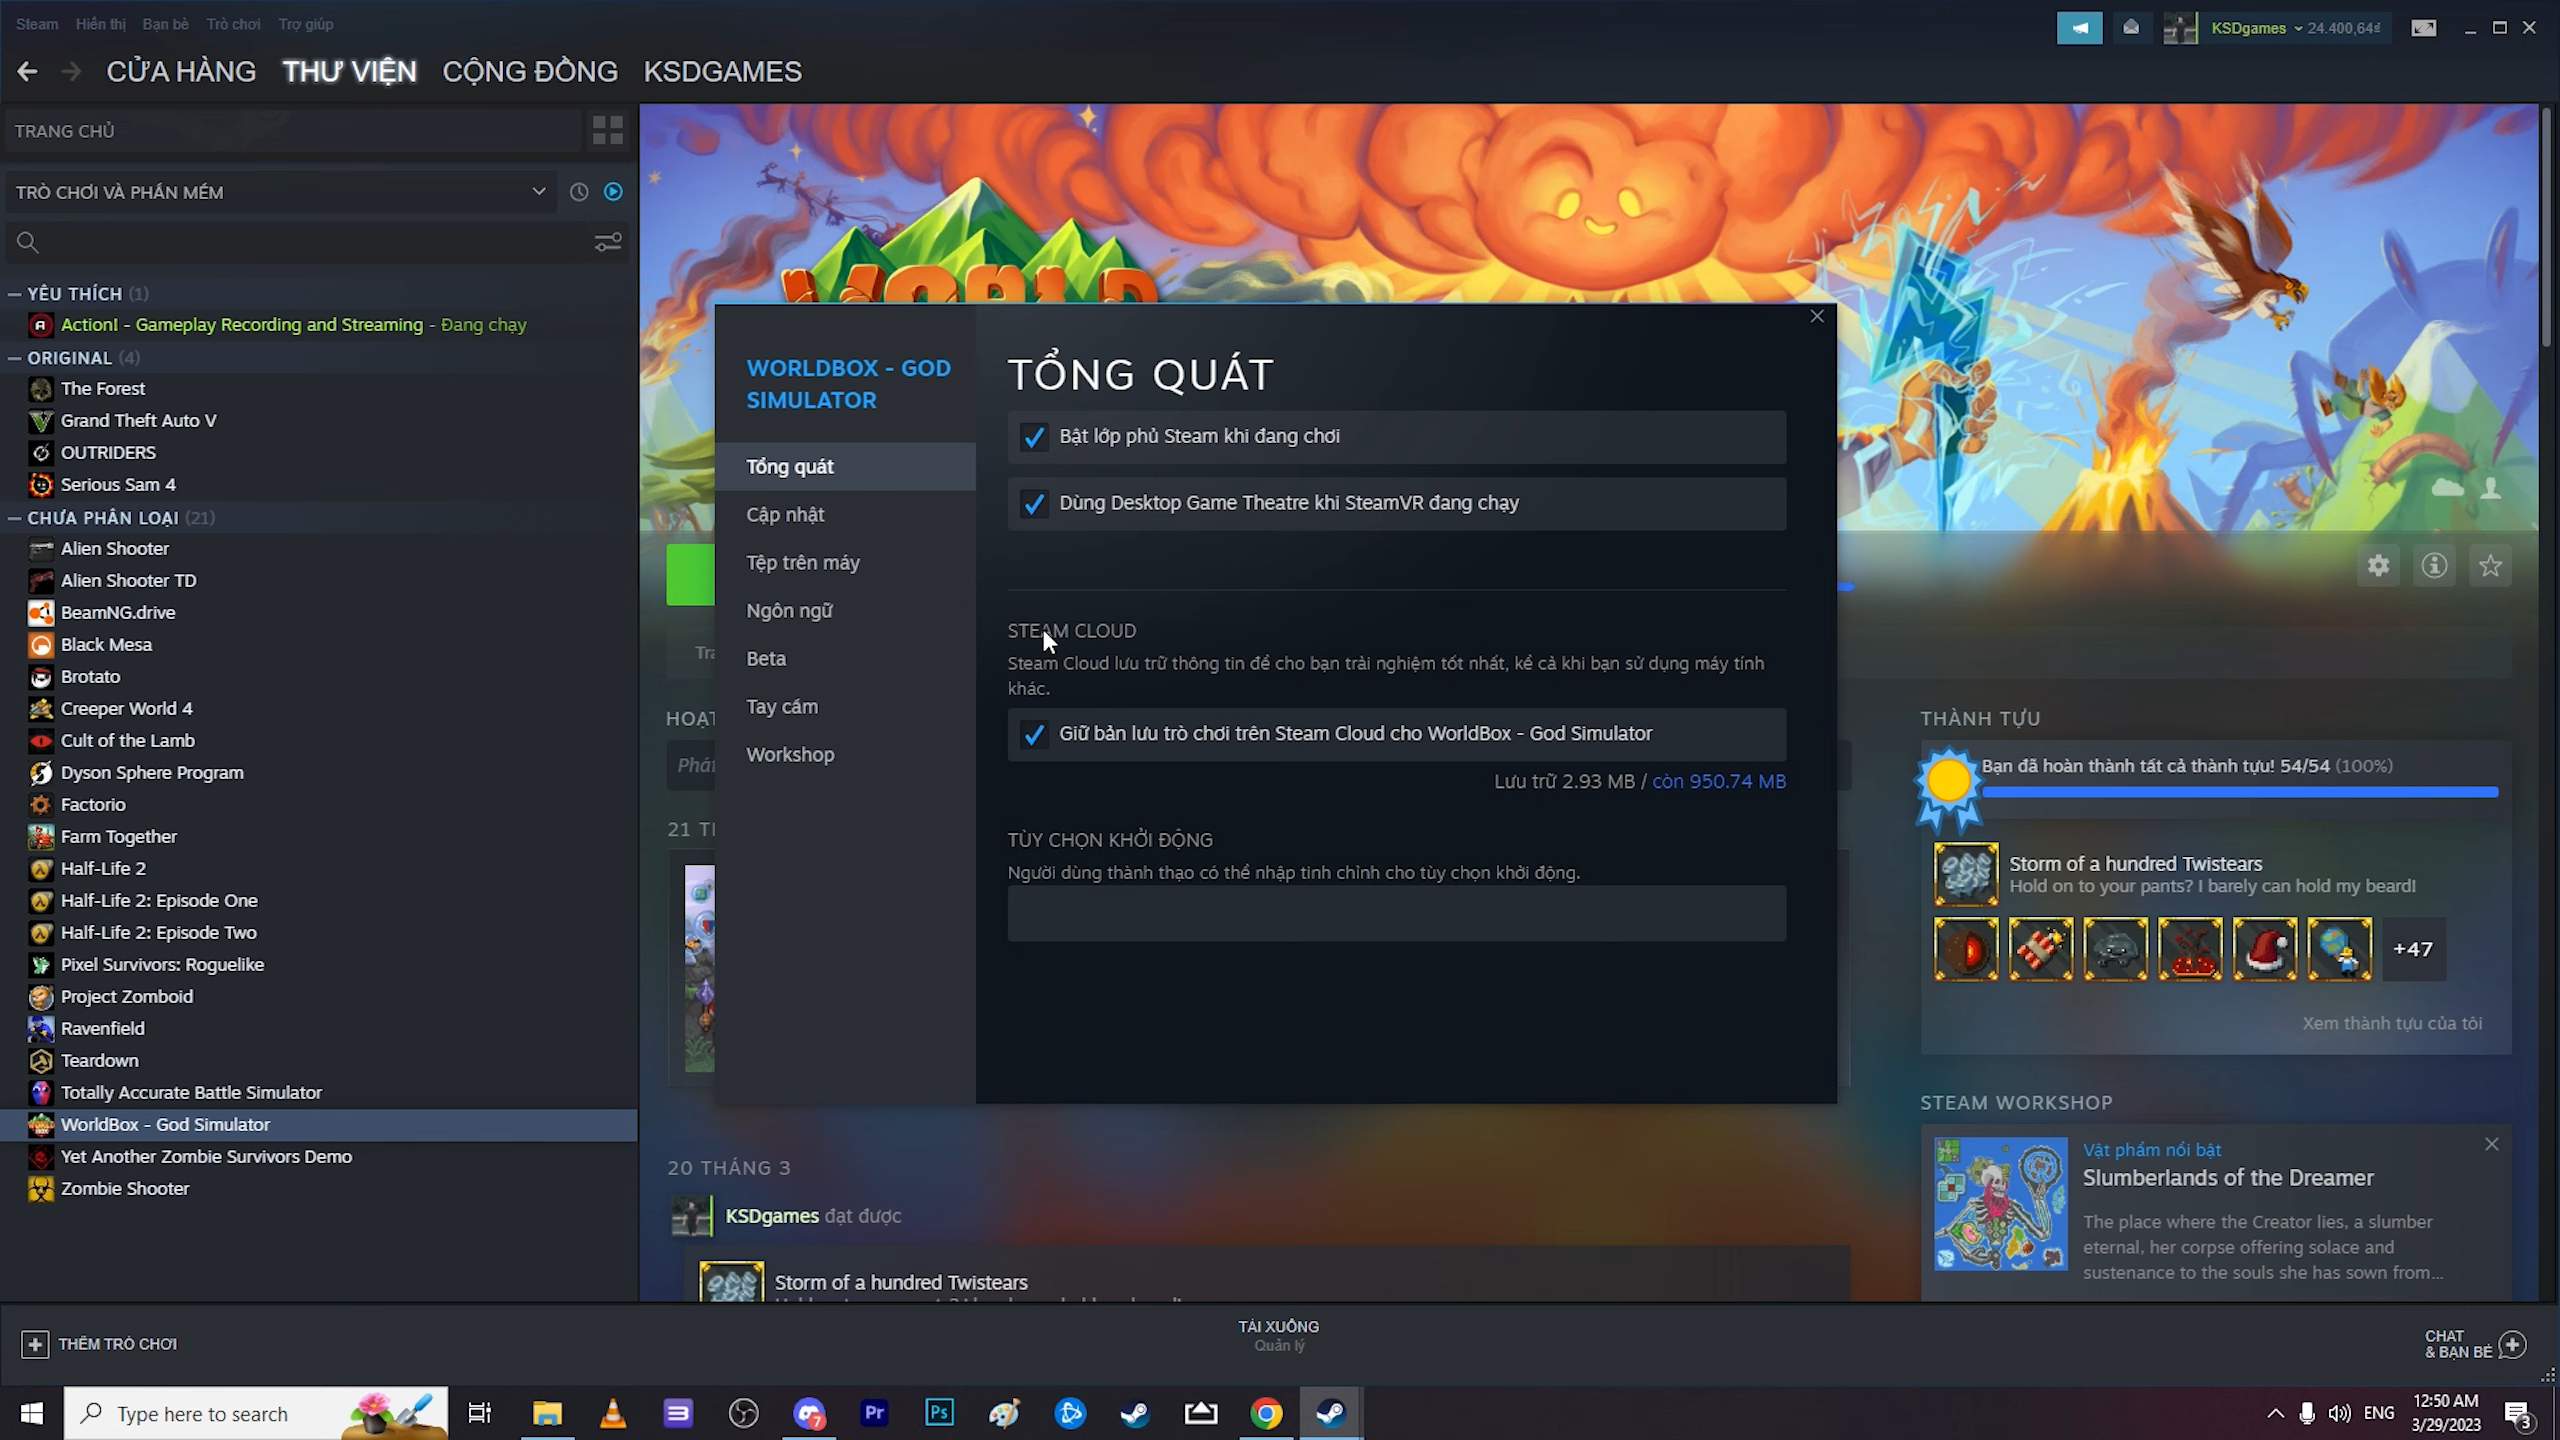 Steam Hiển thị Bạn bè Trò chơi Trợ giúp
KSDgames 24.400,64₫
CỬA HÀNG THƯ VIỆN CỘNG ĐỒNG KSDGAMES
TRANG CHỦ
TRÒ CHƠI VÀ PHẦN MỀM
YÊU THÍCH (1)
Action! - Gameplay Recording and Streaming - Đang chạy
ORIGINAL (4)
The Forest
Grand Theft Auto V
OUTRIDERS
Serious Sam 4
CHƯA PHÂN LOẠI (21)
Alien Shooter
Alien Shooter TD
BeamNG.drive
Black Mesa
Brotato
Creeper World 4
Cult of the Lamb
Dyson Sphere Program
Factorio
Farm Together
Half-Life 2
Half-Life 2: Episode One
Half-Life 2: Episode Two
Pixel Survivors: Roguelike
Project Zomboid
Ravenfield
Teardown
Totally Accurate Battle Simulator
WorldBox - God Simulator
Yet Another Zombie Survivors Demo
Zombie Shooter
WORLD
WORLDBOX - GOD
SIMULATOR
Tổng quát
Cập nhật
Tệp trên máy
Ngôn ngữ
Beta
Tay cầm
Workshop
TỔNG QUÁT
Bật lớp phủ Steam khi đang chơi
Dùng Desktop Game Theatre khi SteamVR đang chạy
STEAM CLOUD
Steam Cloud lưu trữ thông tin để cho bạn trải nghiệm tốt nhất, kể cả khi bạn sử dụng máy tính
khác.
Giữ bản lưu trò chơi trên Steam Cloud cho WorldBox - God Simulator
Lưu trữ 2.93 MB / còn 950.74 MB
TÙY CHỌN KHỞI ĐỘNG
Người dùng thành thạo có thể nhập tinh chỉnh cho tùy chọn khởi động.
Tra
HOẠT
Phát
21 T
20 THÁNG 3
KSDgames đạt được
Storm of a hundred Twistears
THÀNH TỰU
Bạn đã hoàn thành tất cả thành tựu! 54/54 (100%)
Storm of a hundred Twistears
Hold on to your pants? I barely can hold my beard!
+47
Xem thành tựu của tôi
STEAM WORKSHOP
Vật phẩm nổi bật
Slumberlands of the Dreamer
The place where the Creator lies, a slumber
eternal, her corpse offering solace and
sustenance to the souls she has sown from...
THÊM TRÒ CHƠI
TẢI XUỐNG
Quản lý
CHAT
& BẠN BÈ
Type here to search
7
Pr
Ps
ENG
12:50 AM
3/29/2023
3